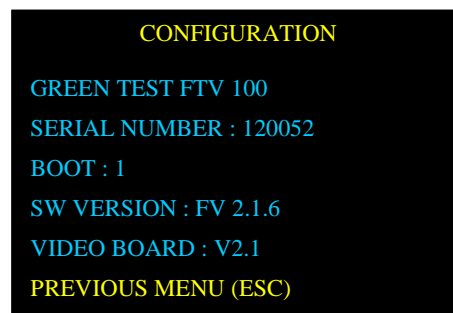 CONFIGURATION
GREEN TEST FTV 100
SERIAL NUMBER : 120052
BOOT : 1
SW VERSION : FV 2.1.6
VIDEO BOARD : V2.1
PREVIOUS MENU (ESC)